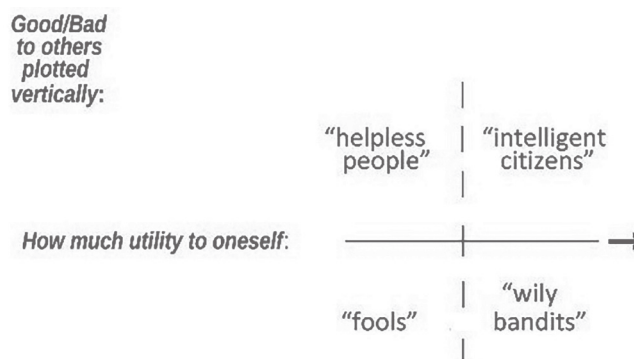 Good/Bad
to others
plotted
vertically:
“helpless
people”
“intelligent
citizens”
How much utility to oneself:
“fools”
“wily
bandits”